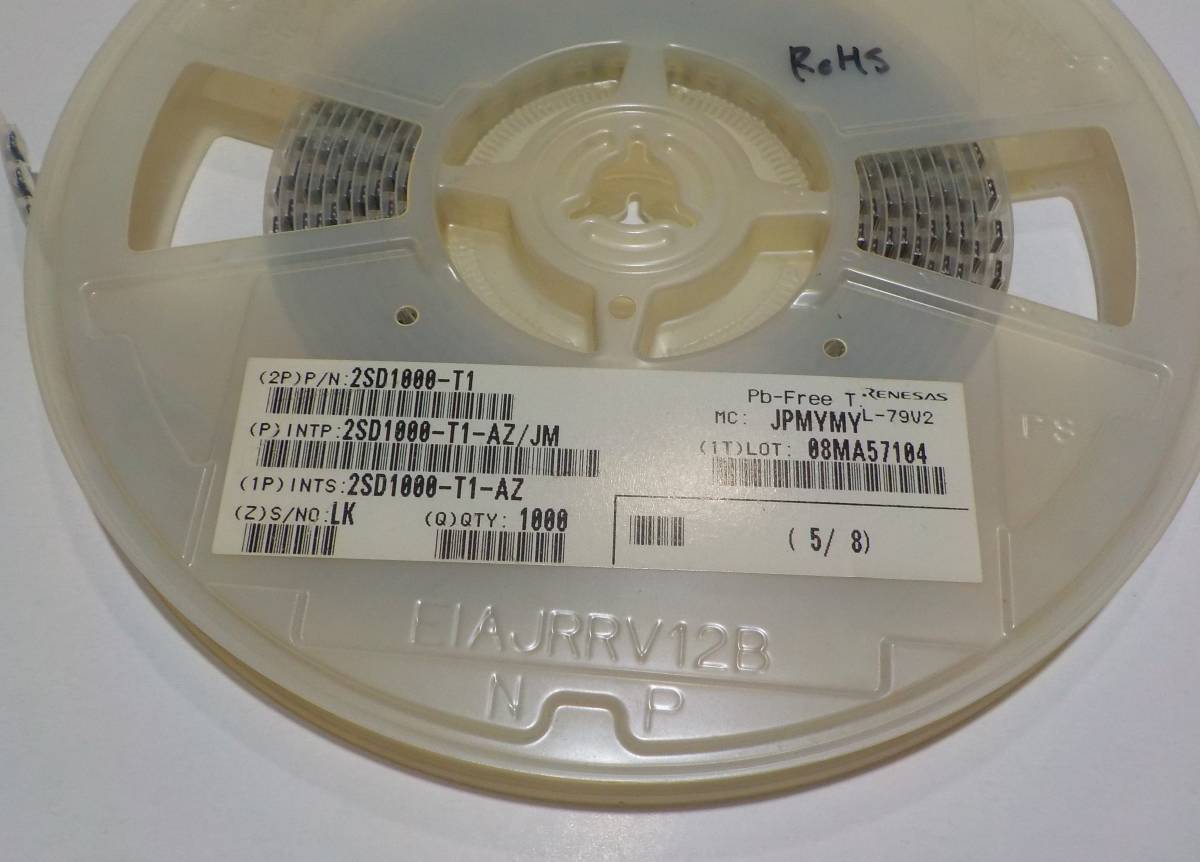 RoHS
(2P)P/N:2SD1000-T1
(P)INTP:2SD1000-T1-AZ/JM
(1P)INTS:2SD1000-T1-AZ
(Z)S/NO:LK (Q)QTY: 1000
Pb-Free T. RENESAS
MC: JPMYMY L-79V2
(1T)LOT: 08MA57104
( 5/ 8)
PS
EIAJRRV12B
N P